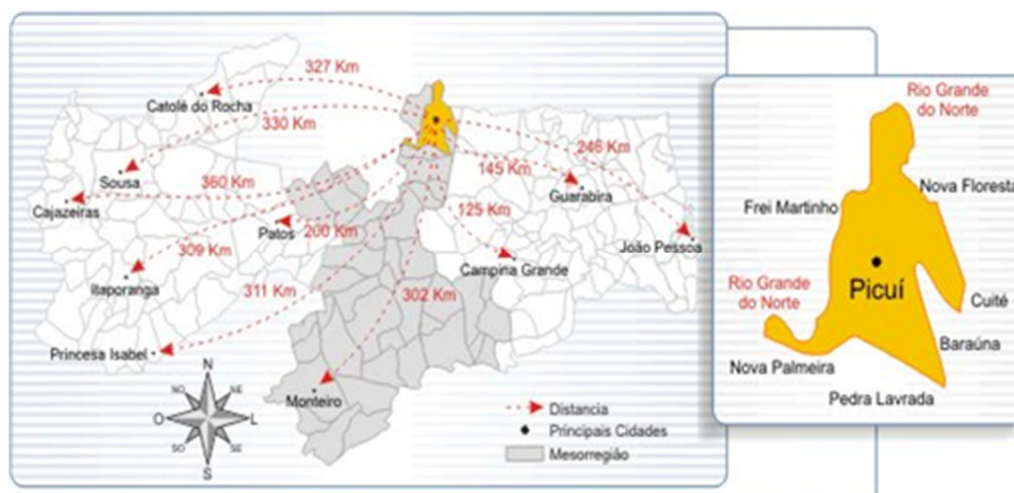 327 Km
Catolé do Rocha
330 Km
246 Km
145 Km
Sousa
360 Km
Guarabira
Cajazeiras
125 Km
Patos
200 Km
João Pessoa
309 Km
Campina Grande
Itaporanga
311 Km
302 Km
Princesa Isabel
N
NO
NE
O
L
SO
SE
S
Monteiro
Distancia
Principais Cidades
Mesorregião
Rio Grande
do Norte
Nova Floresta
Frei Martinho
Rio Grande
do Norte
Picuí
Cuité
Baraúna
Nova Palmeira
Pedra Lavrada